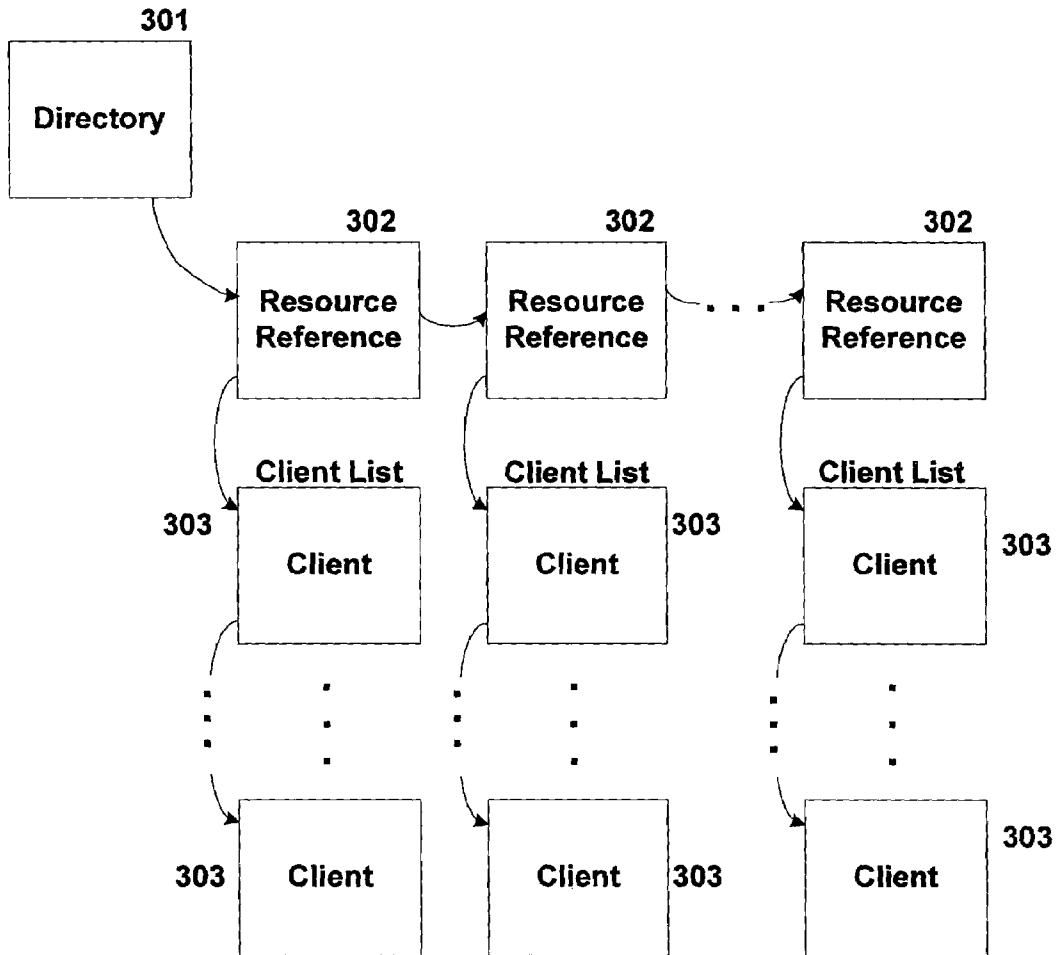 301
Directory
302 302 302
Resource Resource Resource
Reference Reference Reference
Client List Client List Client List
303 303 303
Client Client Client
303
303 303
Client Client Client